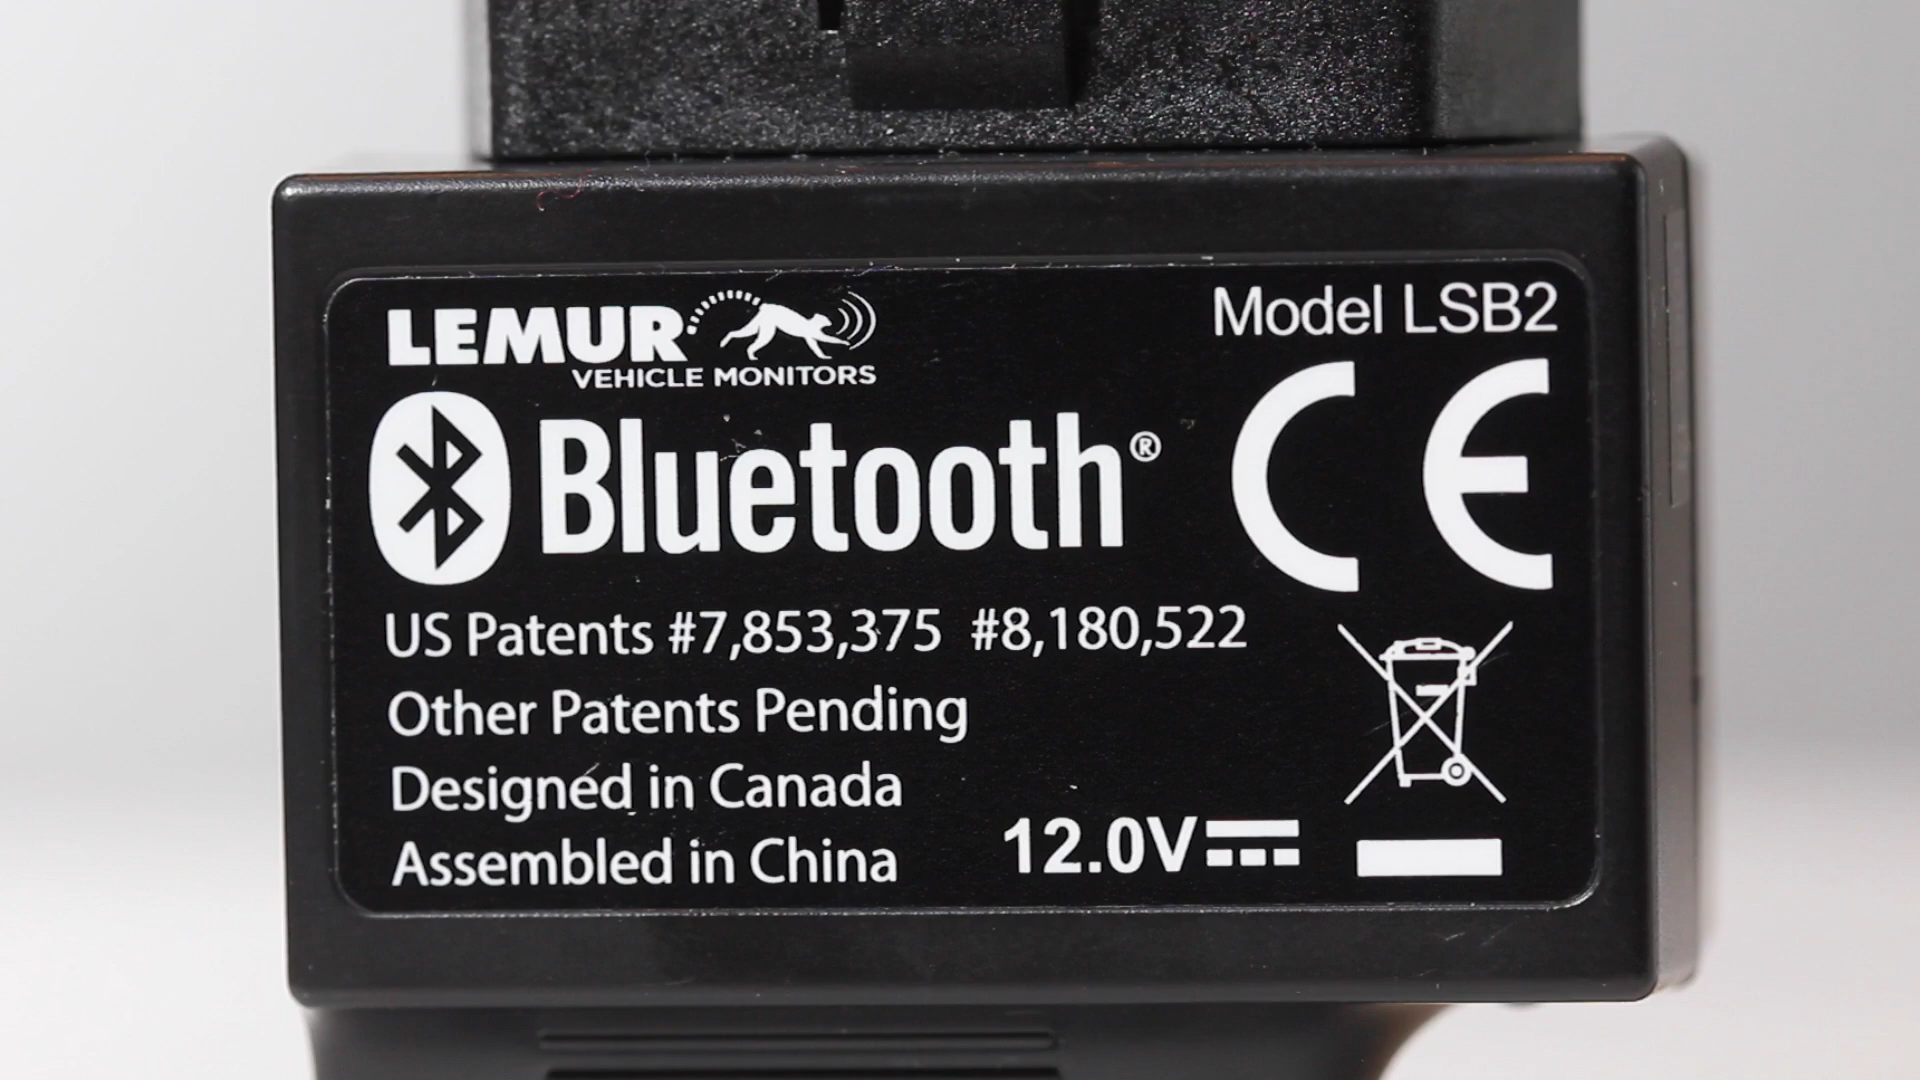 LEMUR
VEHICLE MONITORS
Model LSB2
Bluetooth®
CE
US Patents #7,853,375 #8,180,522
Other Patents Pending
Designed in Canada
Assembled in China
12.0V